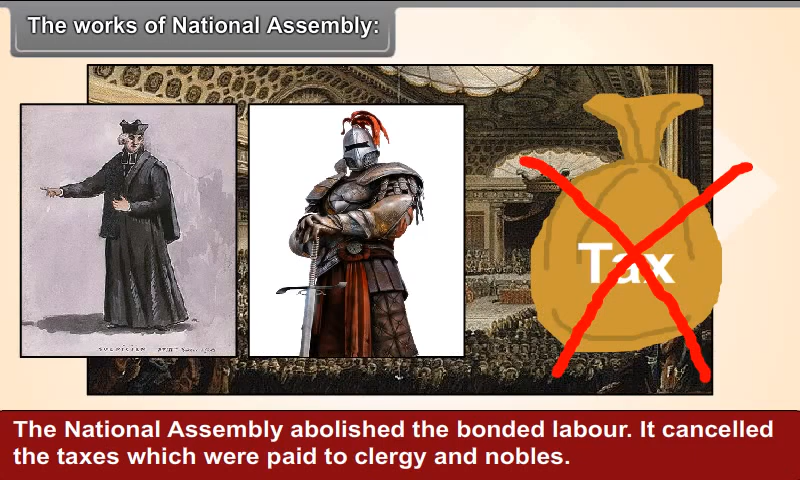 The works of National Assembly:
Tax
The National Assembly abolished the bonded labour. It cancelled
the taxes which were paid to clergy and nobles.